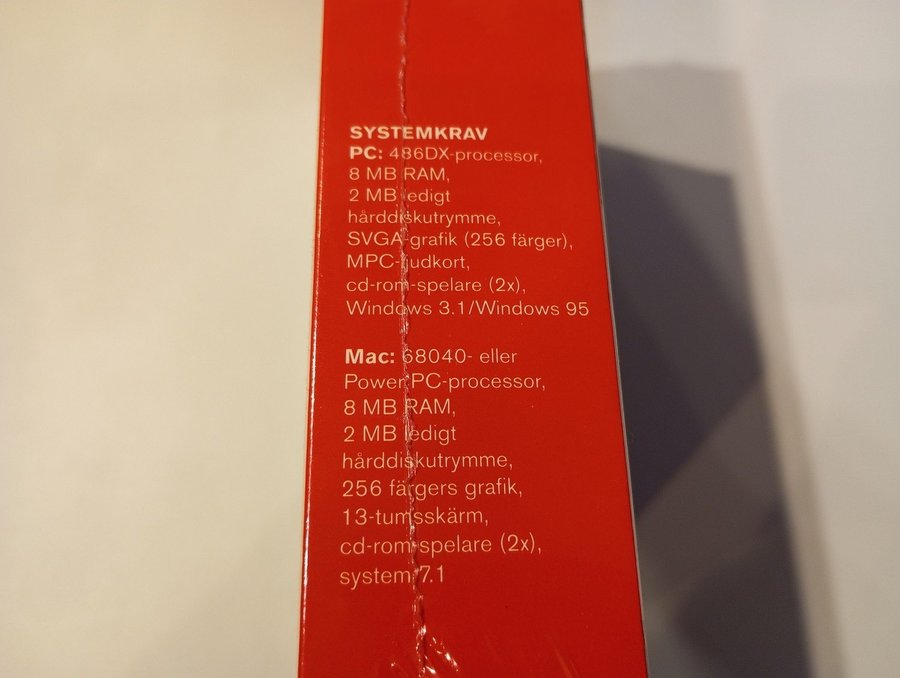 SYSTEMKRAV
PC: 486DX-processor,
8 MB RAM,
2 MB ledigt
hårddiskutrymme,
SVGA-grafik (256 färger),
MPC-ljudkort,
cd-rom-spelare (2x),
Windows 3.1/Windows 95
Mac: 68040- eller
Power PC-processor,
8 MB RAM,
2 MB ledigt
hårddiskutrymme,
256 färgers grafik,
13-tumsskärm,
cd-rom-spelare (2x),
system 7.1